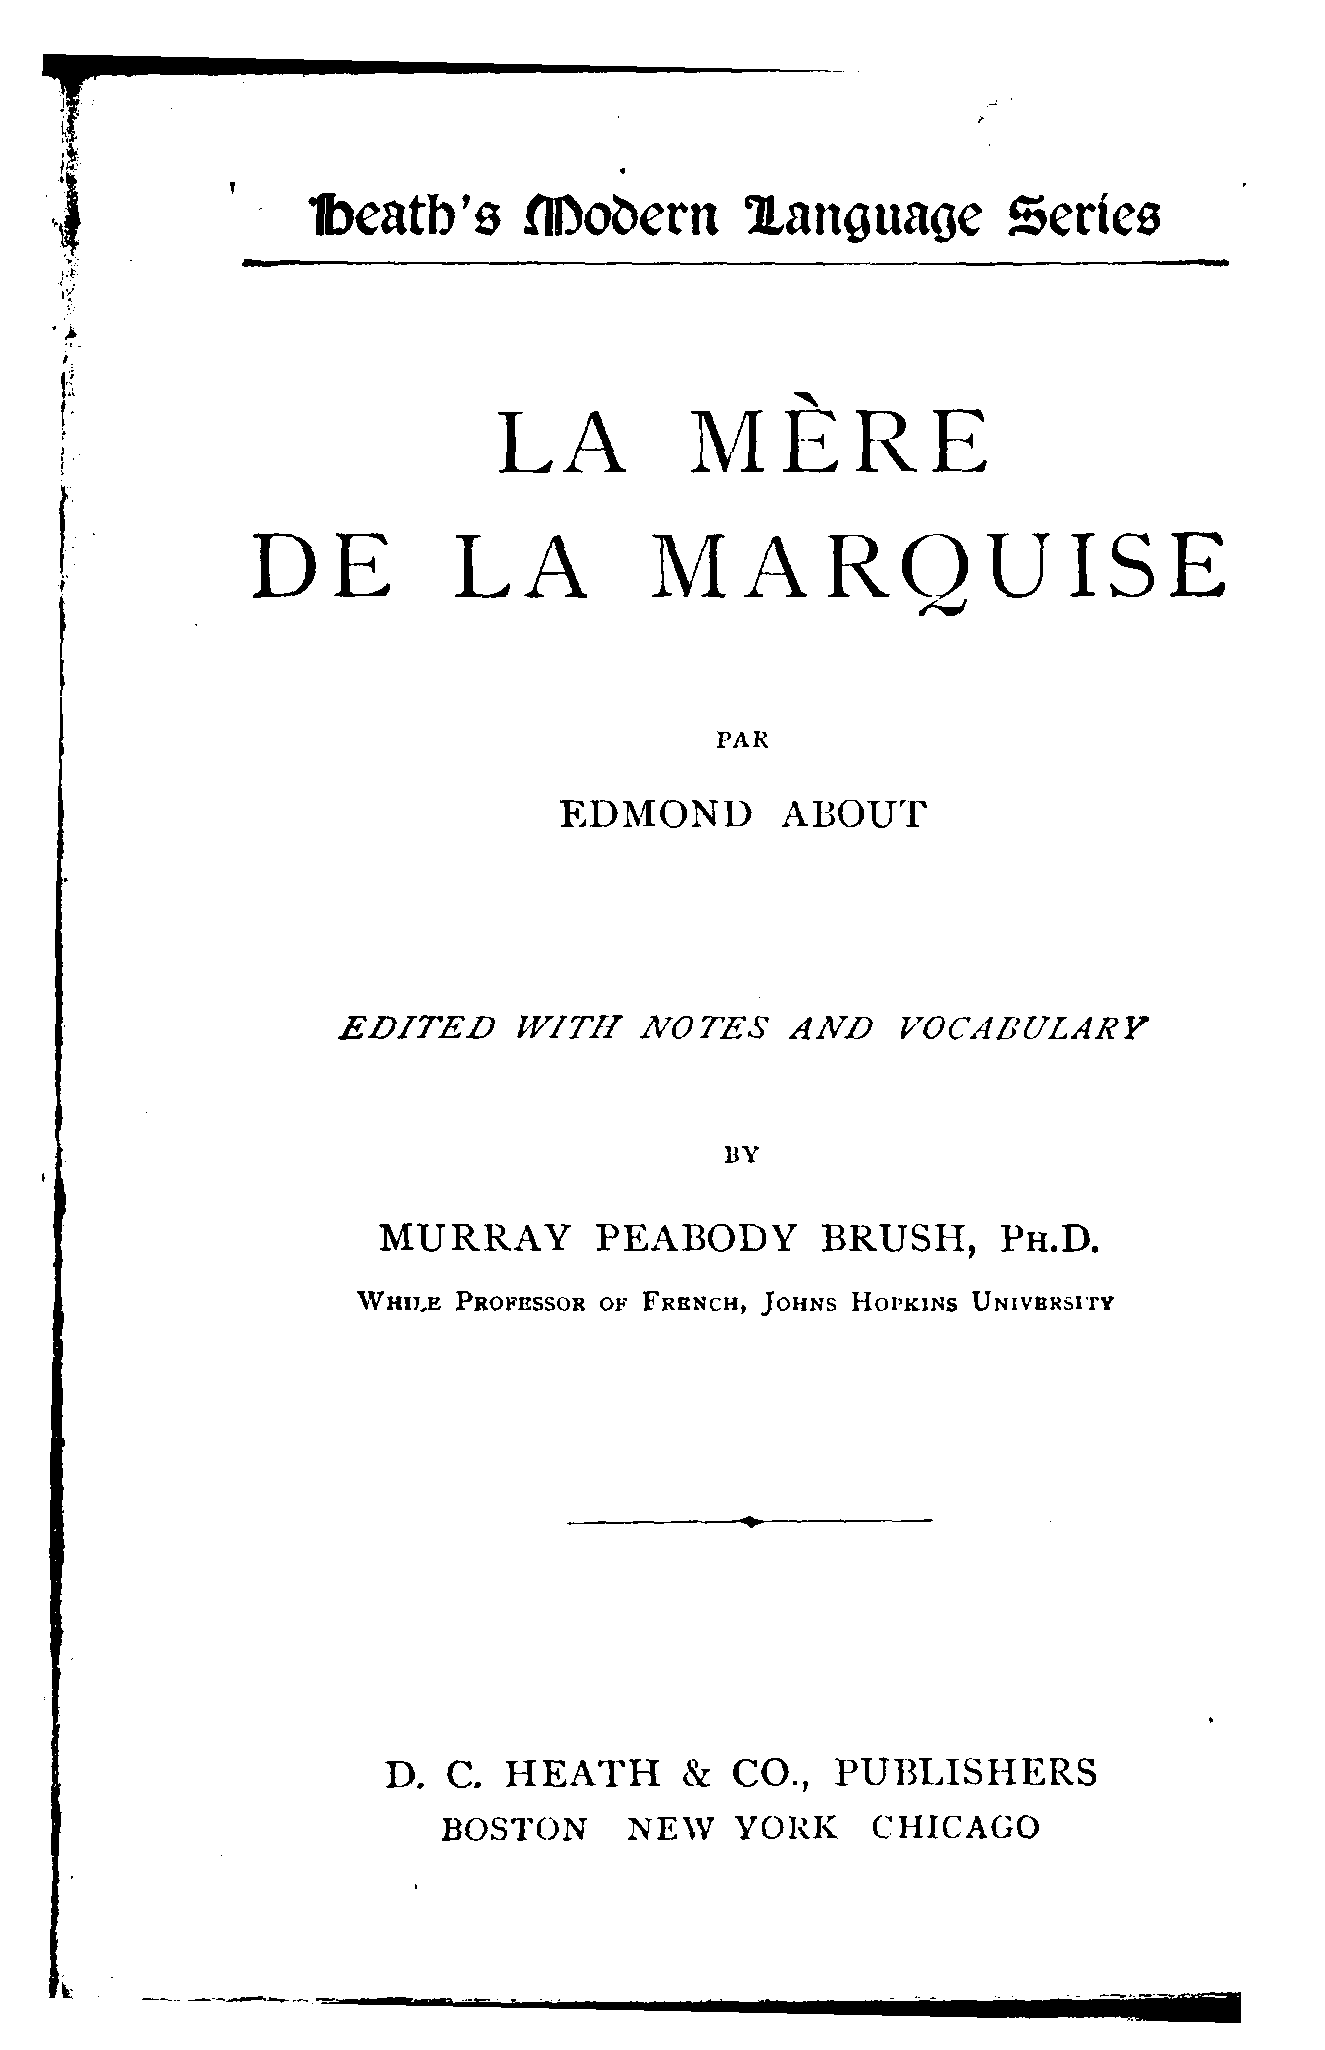 Heath's Modern Language Series
LA MÈRE
DE LA MARQUISE
PAR
EDMOND ABOUT
EDITED WITH NOTES AND VOCABULARY
BY
MURRAY PEABODY BRUSH, PH.D.
WHILE PROFESSOR OF FRENCH, JOHNS HOPKINS UNIVERSITY
D. C. HEATH & CO., PUBLISHERS
BOSTON NEW YORK CHICAGO